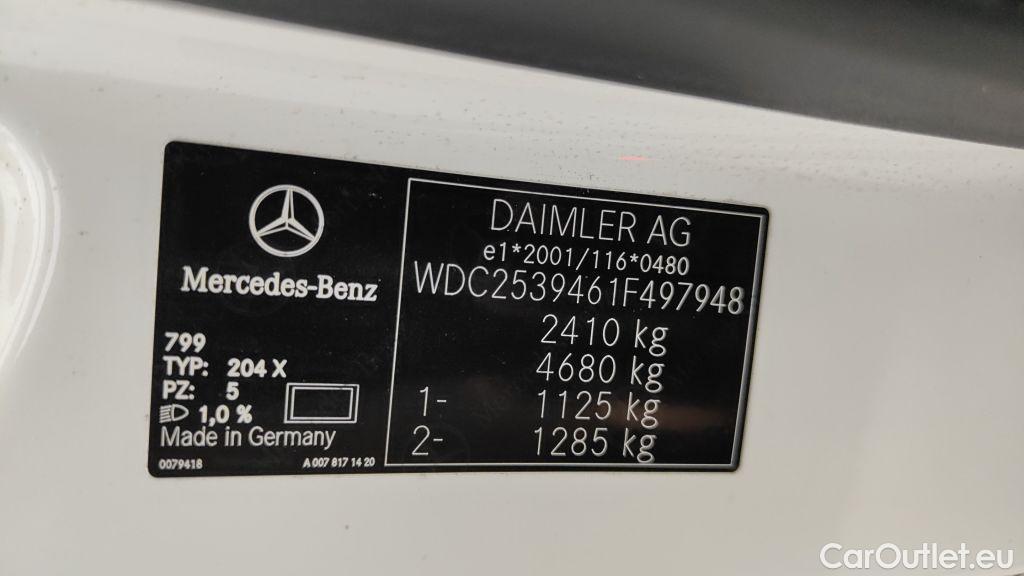 Mercedes-Benz
799
TYP: 204 X
PZ: 5
1,0 %
Made in Germany
0079418 A 007 817 14 20
DAIMLER AG
e1*2001/116*0480
WDC2539461F497948
2410 kg
4680 kg
1- 1125 kg
2- 1285 kg
CarOutlet.eu